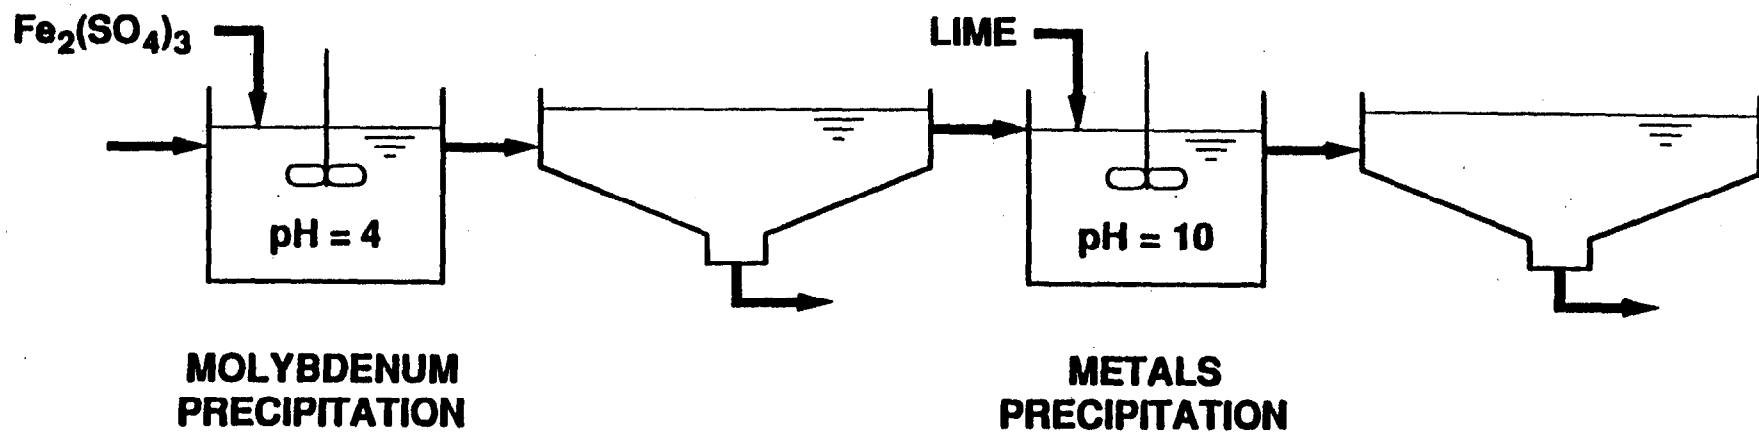 Fe₂(SO₄)₃
LIME
pH = 4
pH = 10
MOLYBDENUM
PRECIPITATION
METALS
PRECIPITATION